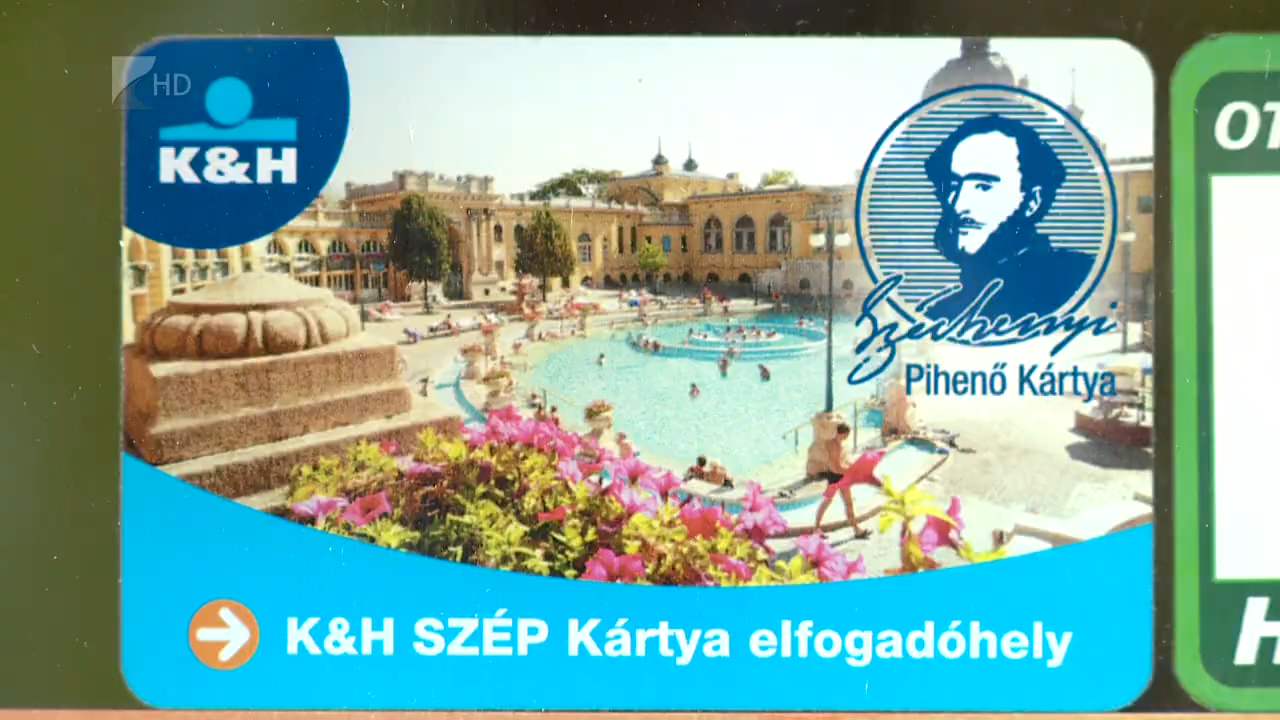 HD
K&H
Széchenyi
Pihenő Kártya
K&H SZÉP Kártya elfogadóhely
OT
H